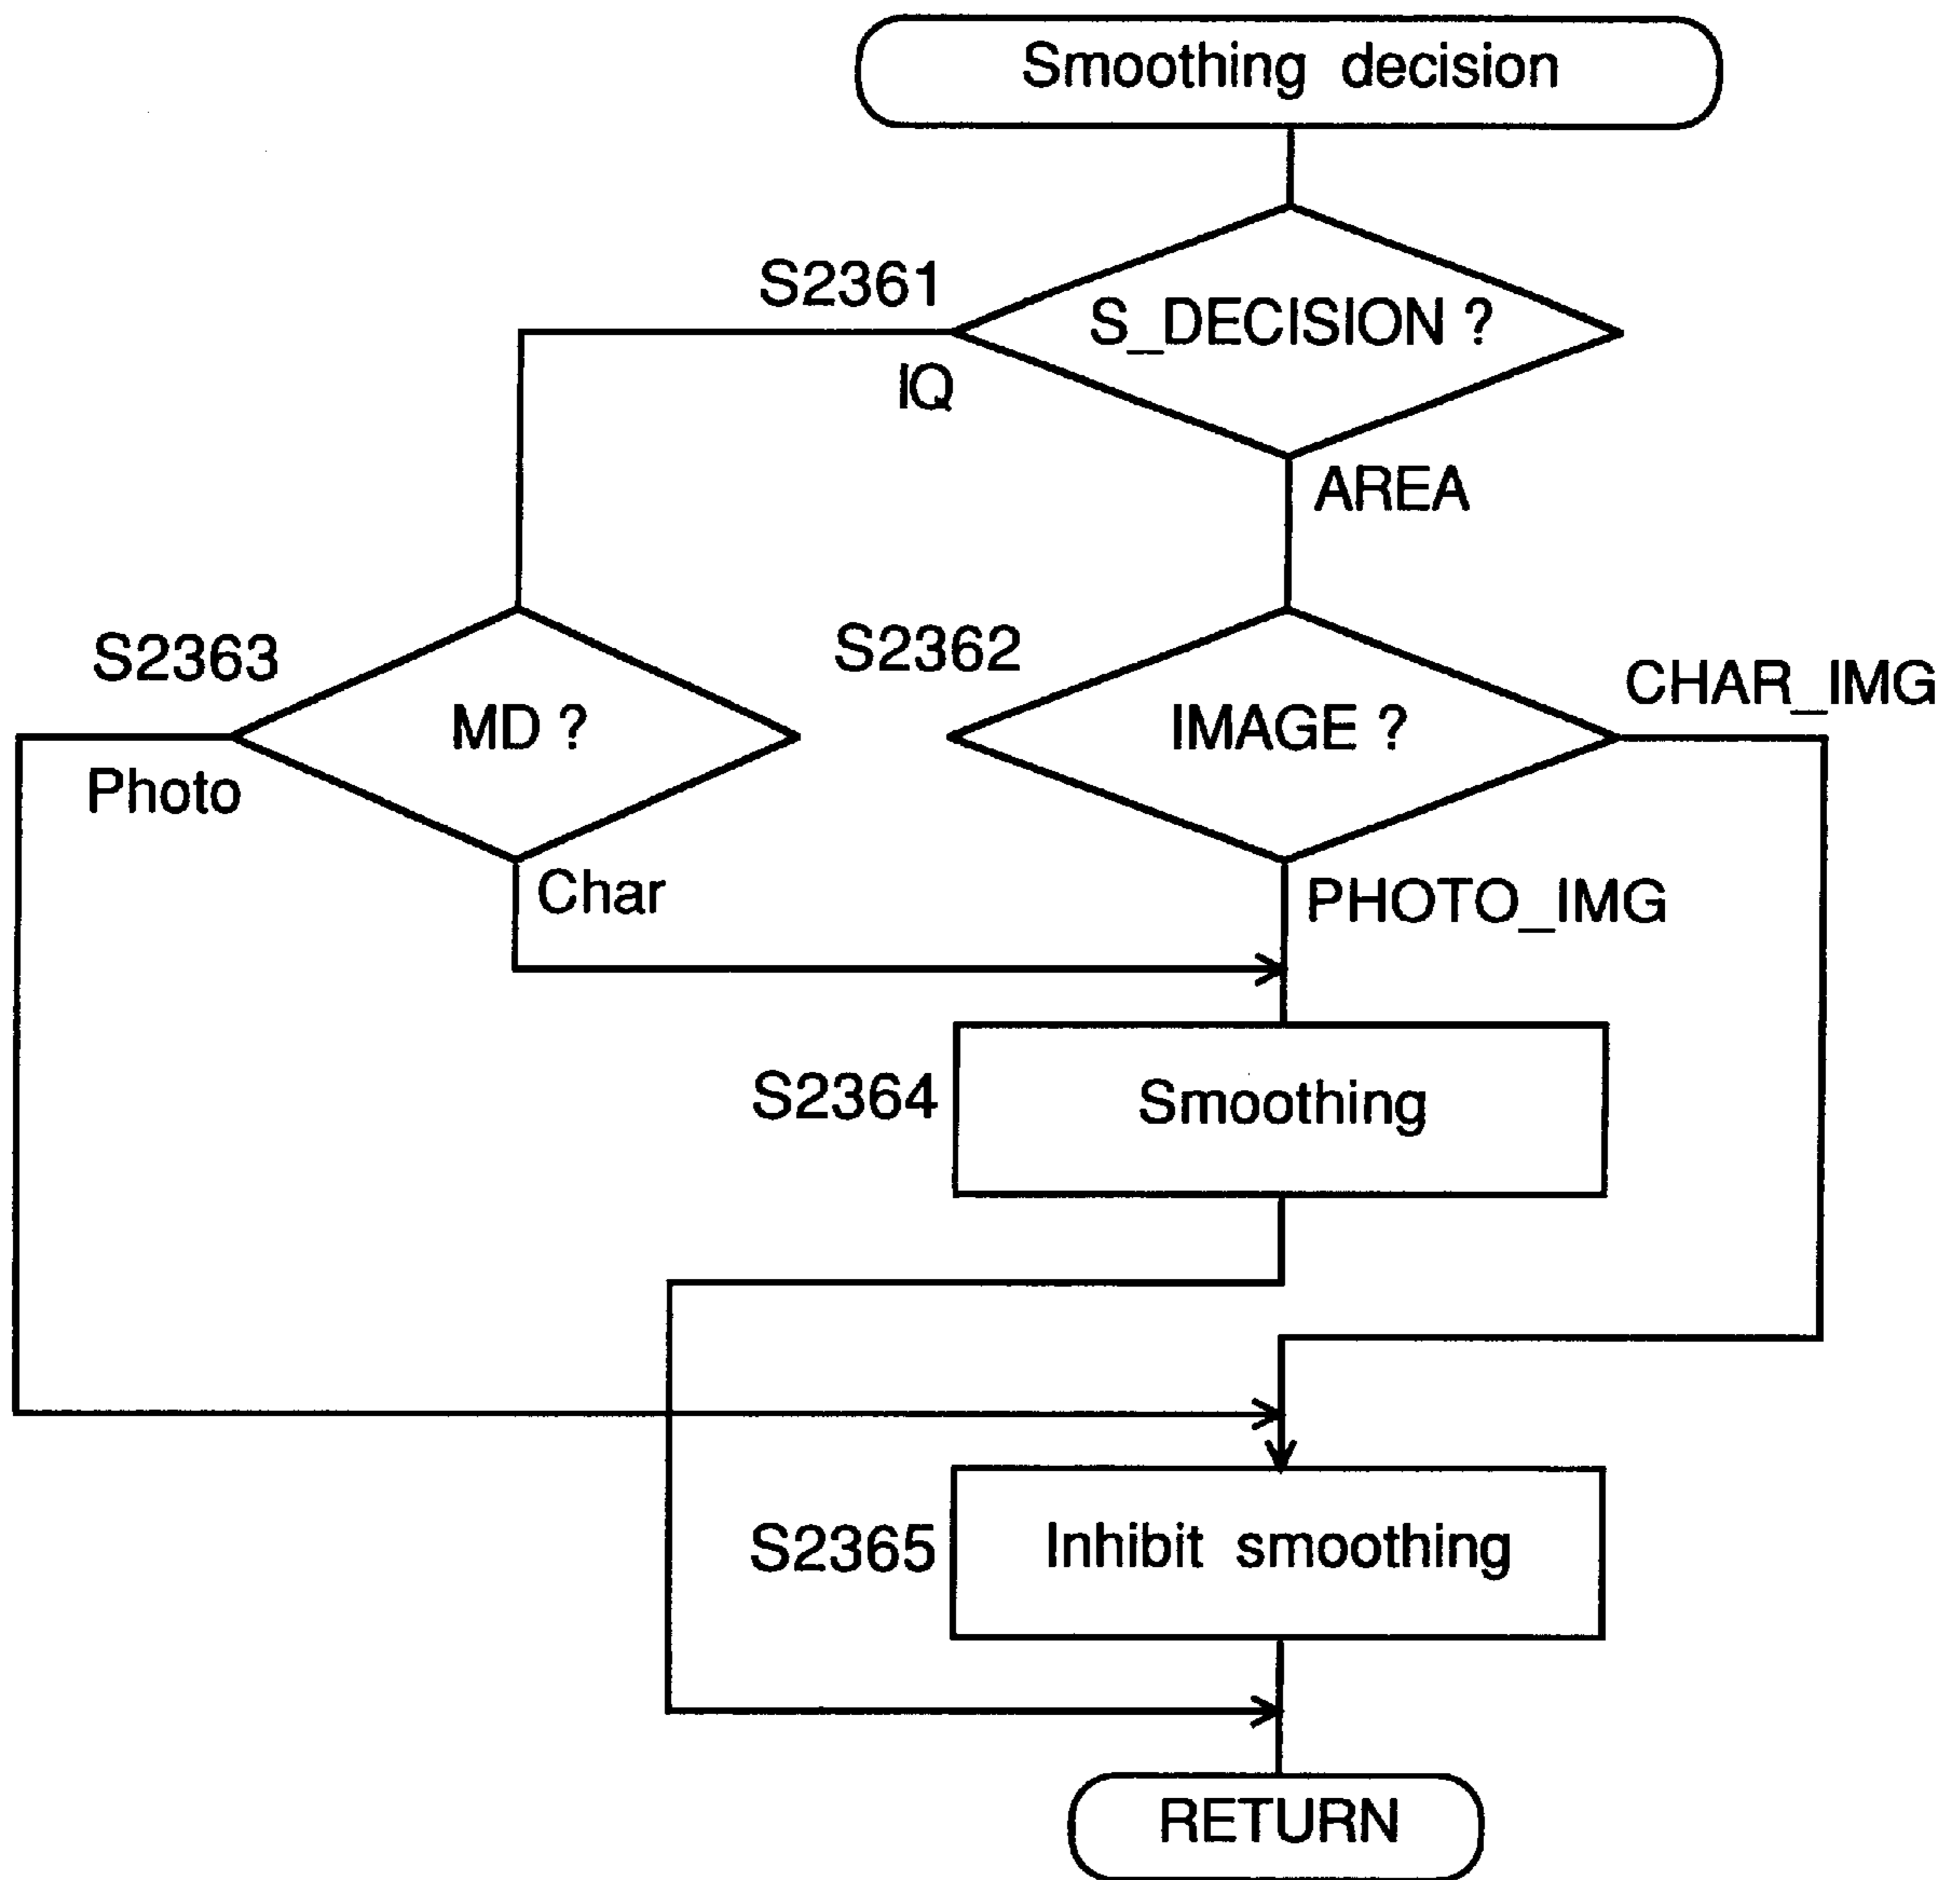 Smoothing decision
S2361
S_DECISION ?
IQ
AREA
S2363
MD ?
Photo
Char
S2362
IMAGE ?
CHAR_IMG
PHOTO_IMG
S2364
Smoothing
S2365
Inhibit smoothing
RETURN